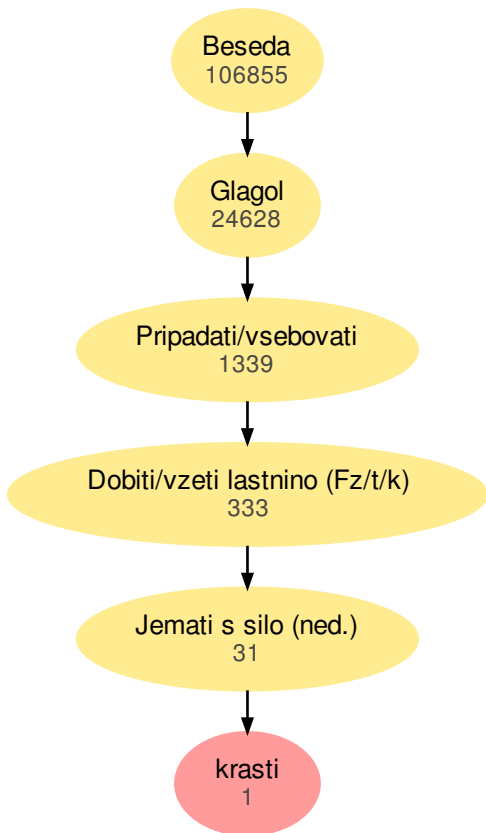 Beseda
106855
Glagol
24628
Pripadati/vsebovati
1339
Dobiti/vzeti lastnino (Fz/t/k)
333
Jemati s silo (ned.)
31
krasti
1